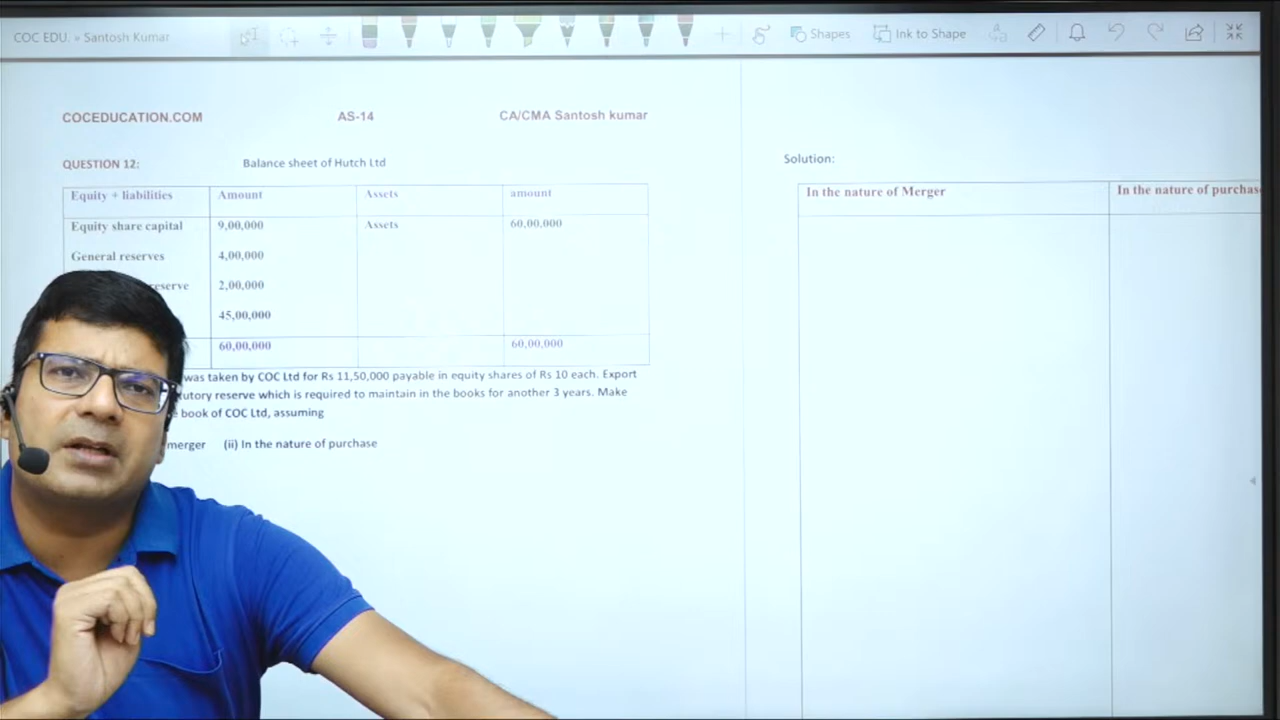 COC EDU. » Santosh Kumar
Shapes
Ink to Shape
COCEDUCATION.COM AS-14 CA/CMA Santosh kumar
QUESTION 12: Balance sheet of Hutch Ltd
Equity + liabilities Amount Assets amount
Equity share capital 9,00,000 Assets 60,00,000
General reserves 4,00,000
reserve 2,00,000
45,00,000
60,00,000 60,00,000
was taken by COC Ltd for Rs 11,50,000 payable in equity shares of Rs 10 each. Export
reserve which is required to maintain in the books for another 3 years. Make
book of COC Ltd, assuming
merger (ii) In the nature of purchase
Solution:
In the nature of Merger In the nature of